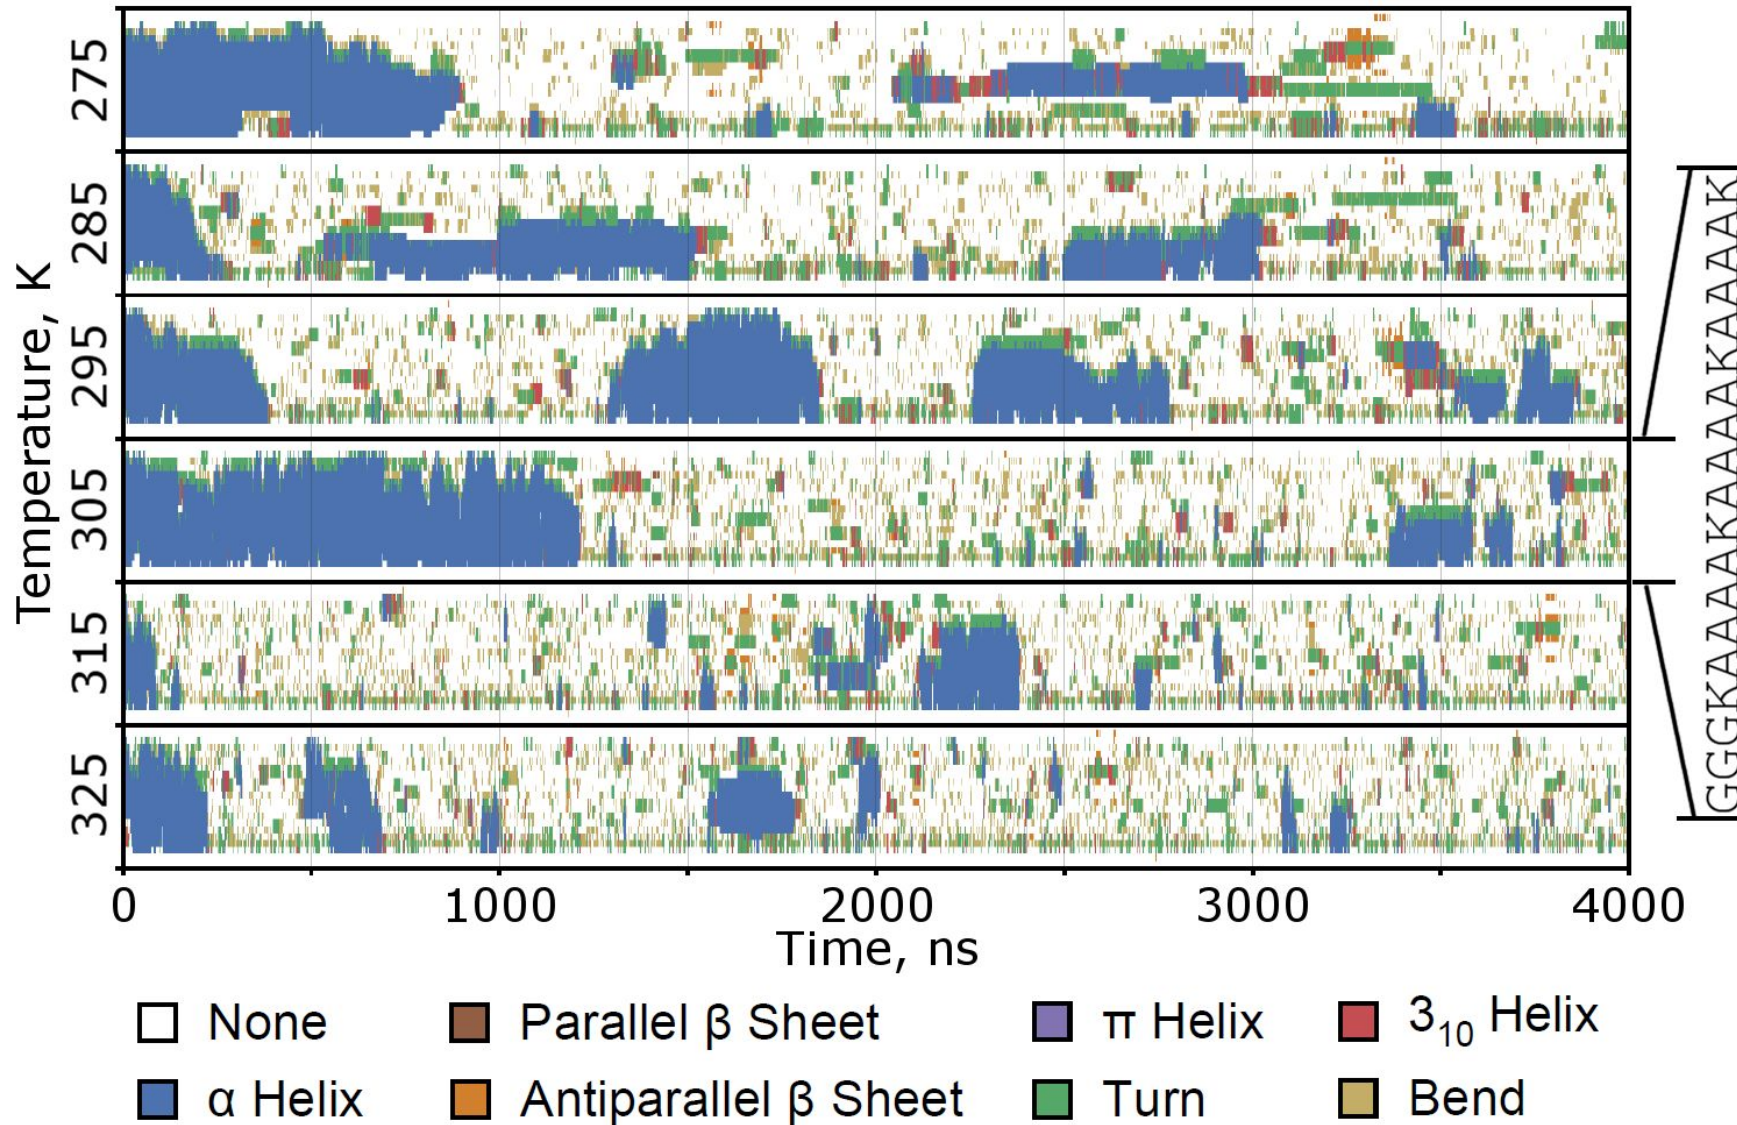 Temperature, K
275
285
295
305
315
325
GGGKAAAAKAAAAKAAAAKAAAAK
0 1000 2000 3000 4000
Time, ns
None Parallel β Sheet π Helix 3₁₀ Helix
α Helix Antiparallel β Sheet Turn Bend